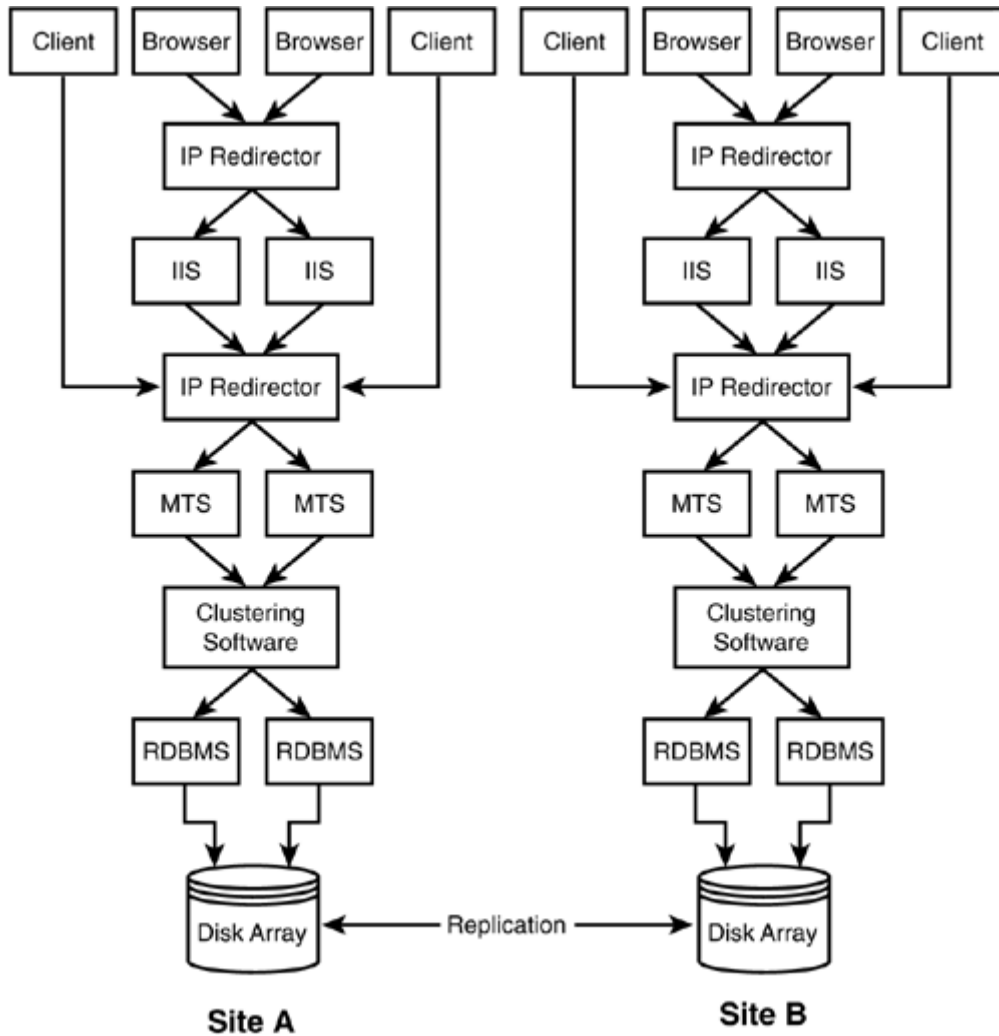 Client Browser Browser Client Client Browser Browser Client
IP Redirector IP Redirector
IIS IIS IIS IIS
IP Redirector IP Redirector
MTS MTS MTS MTS
Clustering Software Clustering Software
RDBMS RDBMS RDBMS RDBMS
Disk Array Replication Disk Array
Site A Site B